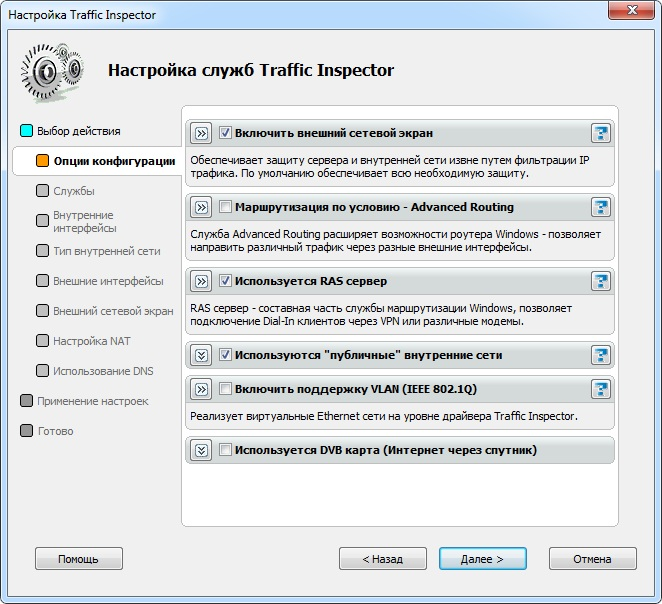 Настройка Traffic Inspector
Настройка служб Traffic Inspector
Выбор действия
Опции конфигурации
Службы
Внутренние
интерфейсы
Тип внутренней сети
Внешние интерфейсы
Внешний сетевой экран
Настройка NAT
Использование DNS
Применение настроек
Готово
Включить внешний сетевой экран
Обеспечивает защиту сервера и внутренней сети извне путем фильтрации IP
трафика. По умолчанию обеспечивает всю необходимую защиту.
Маршрутизация по условию - Advanced Routing
Служба Advanced Routing расширяет возможности роутера Windows - позволяет
направить различный трафик через разные внешние интерфейсы.
Используется RAS сервер
RAS сервер - составная часть службы маршрутизации Windows, позволяет
подключение Dial-In клиентов через VPN или различные модемы.
Используются "публичные" внутренние сети
Включить поддержку VLAN (IEEE 802.1Q)
Реализует виртуальные Ethernet сети на уровне драйвера Traffic Inspector.
Используется DVB карта (Интернет через спутник)
Помощь
< Назад
Далее >
Отмена